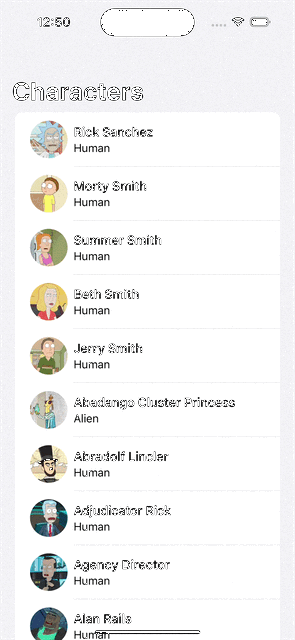 12:50
Characters
Rick Sanchez
Human
Morty Smith
Human
Summer Smith
Human
Beth Smith
Human
Jerry Smith
Human
Abadango Cluster Princess
Alien
Abradolf Lincler
Human
Adjudicator Rick
Human
Agency Director
Human
Alan Rails
Human